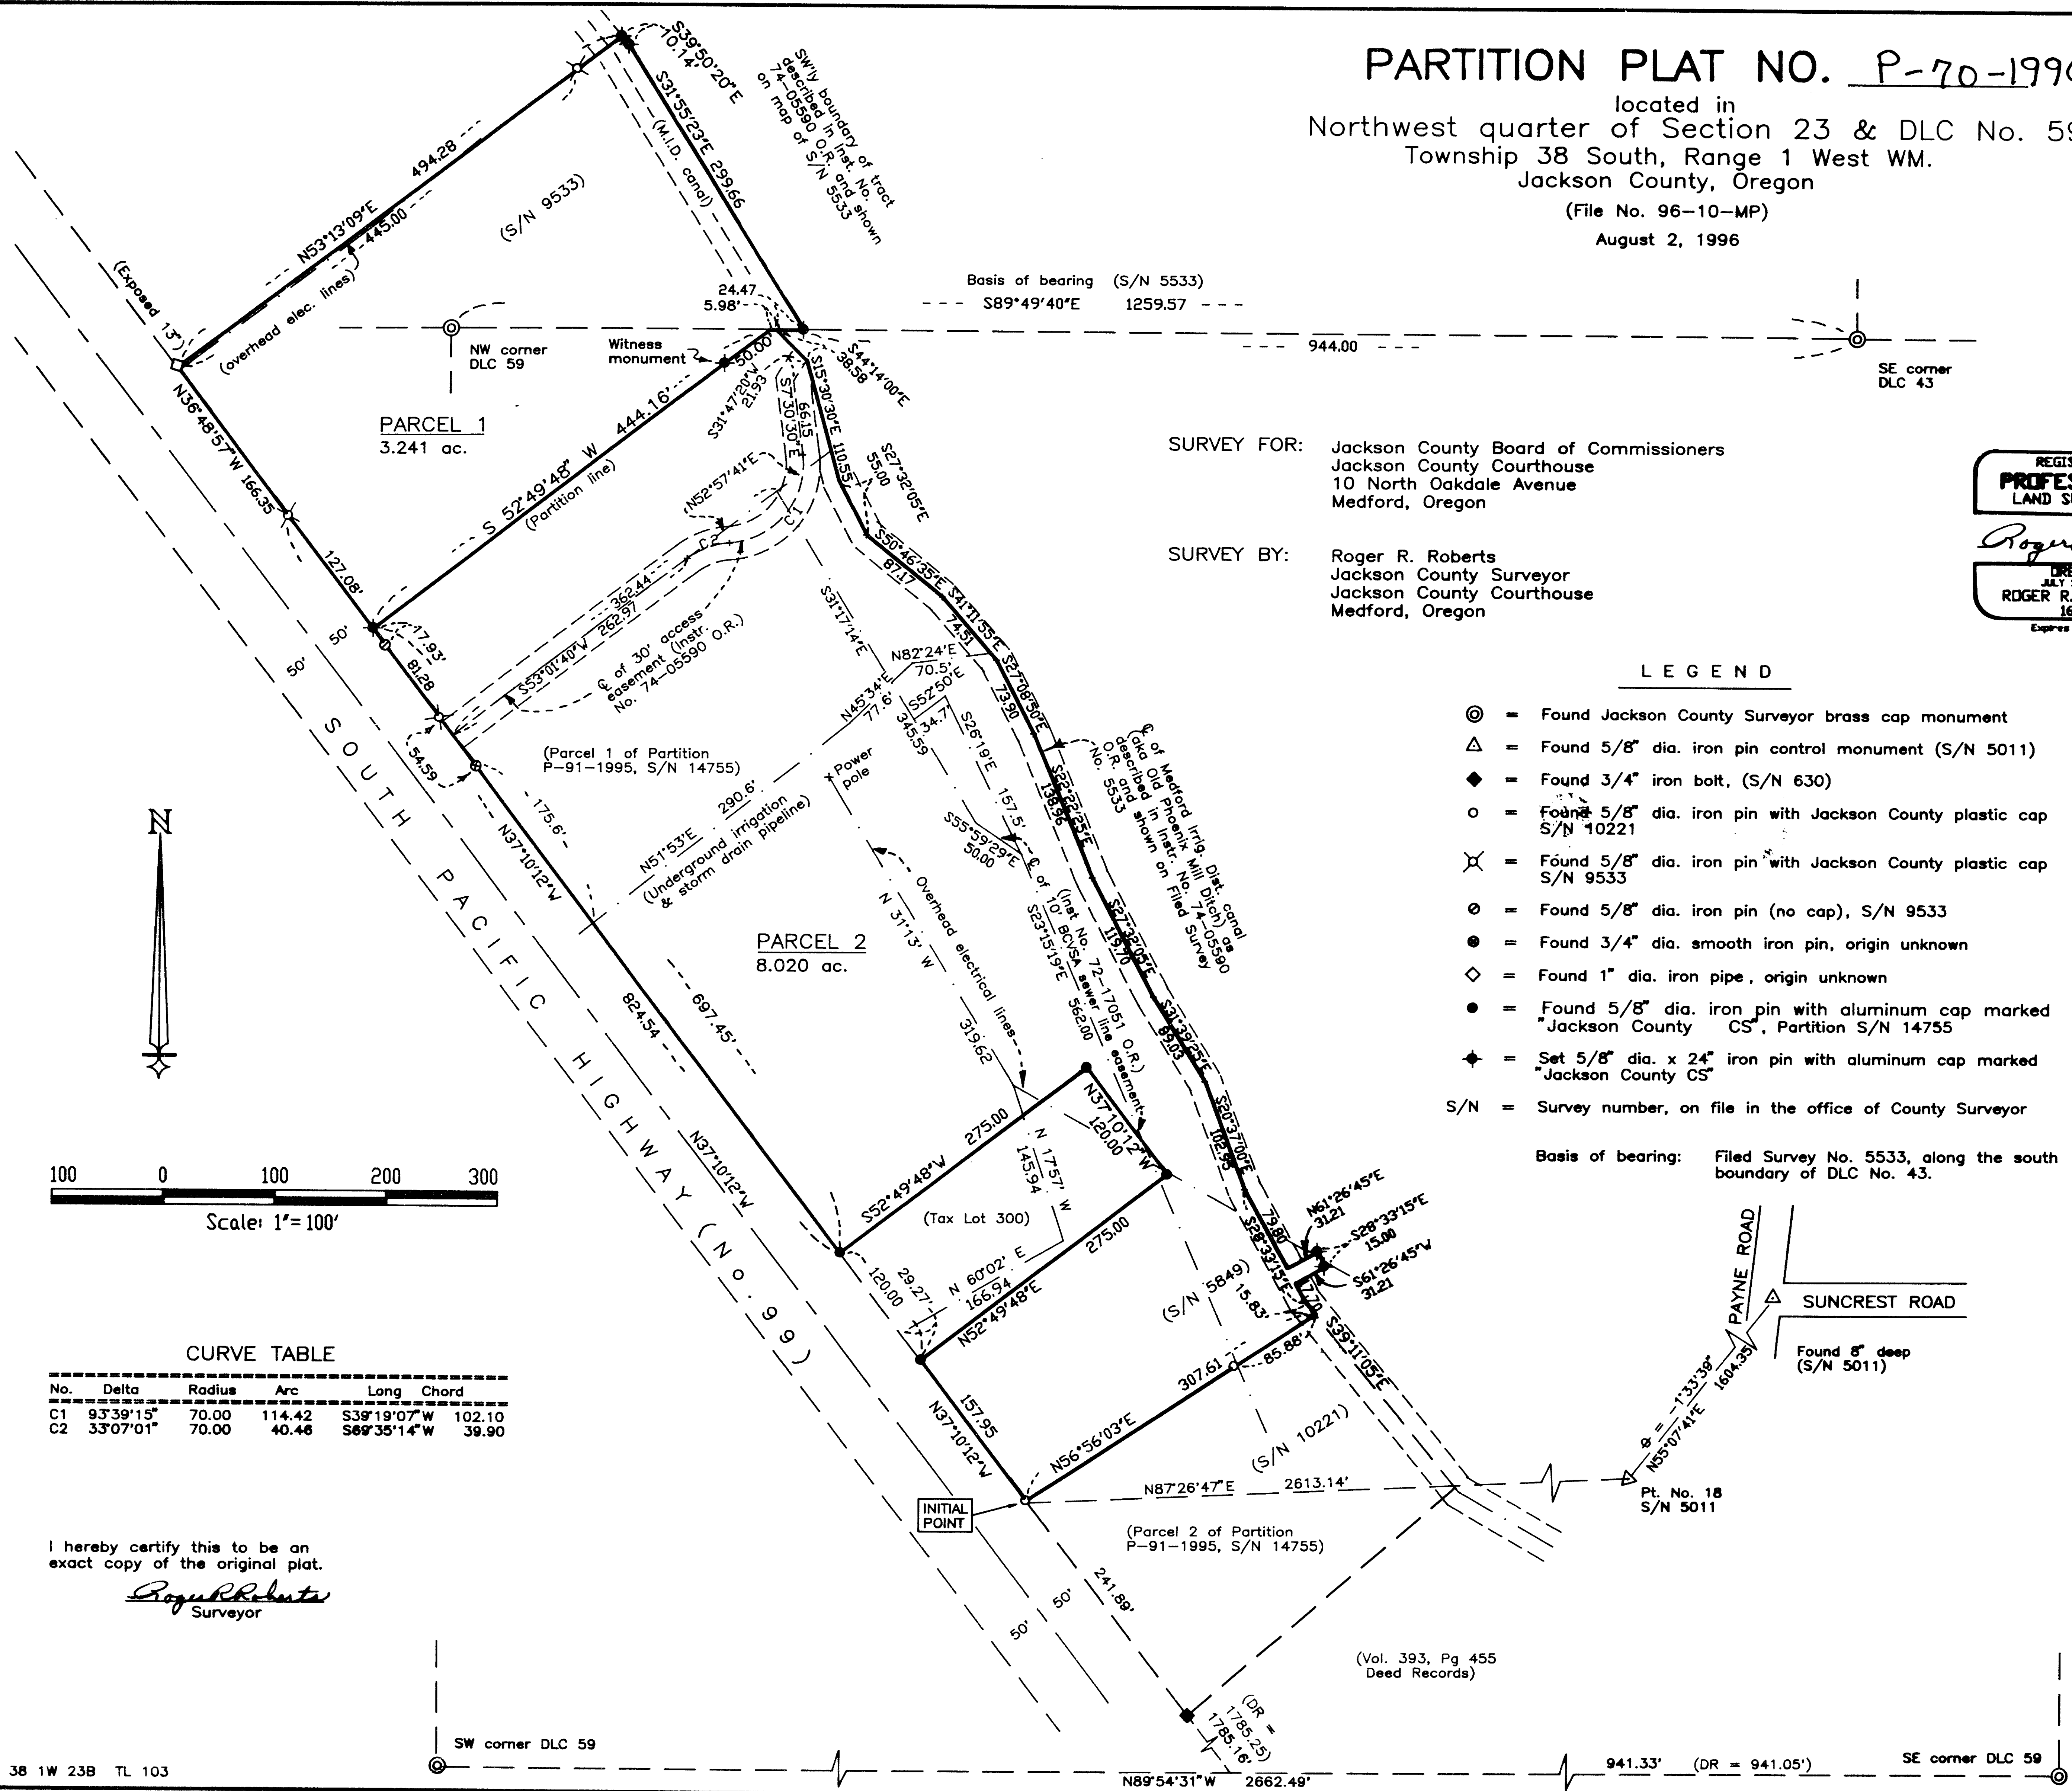 PARTITION PLAT NO. P-70-1996
located in
Northwest quarter of Section 23 & DLC No. 59
Township 38 South, Range 1 West WM.
Jackson County, Oregon
(File No. 96-10-MP)
August 2, 1996
S39°50'20"E
10.14'
S31°55'23"E 299.66
(M.I.D. canal)
SW'ly boundary of tract
described in Inst. No.
74-05590 O.R. and shown
on map of S/N 5533
494.28
N53°13'09"E
445.00
(S/N 9533)
(Exposed 13")
(overhead elec. lines)
Basis of bearing (S/N 5533)
S89°49'40"E 1259.57
944.00
24.47
5.98'
NW corner
DLC 59
Witness
monument
50.00'
SE corner
DLC 43
N36°48'57"W 166.35
PARCEL 1
3.241 ac.
S 52°49'48" W 444.16'
(Partition line)
S31°47'20"W
21.93
S7°30'30"E
66.15
S15°30'30"E 110.55
S44°14'00"E
38.58
S27°32'05"E
55.00
N52°57'41"E
C1
C2
127.08'
17.93'
81.28
54.59
50'
50'
362.44
S53°01'40"W 262.97
℄ of 30' access
easement (Instr.
No. 74-05590 O.R.)
S31°17'14"E
345.59
S50°46'35"E
87.17
S41°11'55"E
74.51
S27°08'50"E
73.90
N82°24'E
70.5'
S52°50'E
34.7'
N45°34'E
77.6'
S26°19'E 157.5'
(Parcel 1 of Partition
P-91-1995, S/N 14755)
Power
pole
175.6'
N37°10'12"W
N51°53'E 290.6'
(Underground irrigation
& storm drain pipeline)
S55°59'29"E
50.00
S22°22'25"E
138.96
℄ of Medford Irrig. Dist. canal
(aka Old Phoenix Mill Ditch) as
described in Instr. No. 74-05590
O.R. and shown on Filed Survey
No. 5533
S27°32'05"E
119.70
PARCEL 2
8.020 ac.
Overhead electrical lines
N 31°13' W 319.62
℄ of 10' BCVSA sewer line easement
(Inst No. 72-17051 O.R.)
S23°15'19"E 562.00
S31°39'25"E
89.03
697.45'
824.54
S20°37'00"E
102.95
275.00
S52°49'48"W
N37°10'12"W
120.00
N 17°57' W
145.94
(Tax Lot 300)
N37°10'12"W
N 60°02' E
166.94
275.00
N52°49'48"E
120.00
29.27'
79.80
S28°33'15"E
N61°26'45"E
31.21
S28°33'15"E
15.00
S61°26'45"W
31.21
(S/N 5849)
15.83'
7.70
S39°11'05"E
85.88'
307.61
N56°56'03"E
157.95
N37°10'12"W
(S/N 10221)
N87°26'47"E 2613.14'
INITIAL
POINT
(Parcel 2 of Partition
P-91-1995, S/N 14755)
241.89'
50'
50'
(Vol. 393, Pg 455
Deed Records)
(DR =
1785.25)
1785.16'
SOUTH PACIFIC HIGHWAY (No. 99)
SURVEY FOR: Jackson County Board of Commissioners
Jackson County Courthouse
10 North Oakdale Avenue
Medford, Oregon
SURVEY BY: Roger R. Roberts
Jackson County Surveyor
Jackson County Courthouse
Medford, Oregon
REGIS
PROFES
LAND S
Roger
ORE
JULY
ROGER R.
16
Expires
LEGEND
= Found Jackson County Surveyor brass cap monument
= Found 5/8" dia. iron pin control monument (S/N 5011)
= Found 3/4" iron bolt, (S/N 630)
= Found 5/8" dia. iron pin with Jackson County plastic cap
S/N 10221
= Found 5/8" dia. iron pin with Jackson County plastic cap
S/N 9533
= Found 5/8" dia. iron pin (no cap), S/N 9533
= Found 3/4" dia. smooth iron pin, origin unknown
= Found 1" dia. iron pipe, origin unknown
= Found 5/8" dia. iron pin with aluminum cap marked
"Jackson County CS", Partition S/N 14755
= Set 5/8" dia. x 24" iron pin with aluminum cap marked
"Jackson County CS"
S/N = Survey number, on file in the office of County Surveyor
Basis of bearing: Filed Survey No. 5533, along the south
boundary of DLC No. 43.
PAYNE ROAD
SUNCREST ROAD
Found 8" deep
(S/N 5011)
ø = -1°33'39"
N55°07'41"E 1604.35
Pt. No. 18
S/N 5011
N
100 0 100 200 300
Scale: 1"=100'
CURVE TABLE
No. Delta Radius Arc Long Chord
C1 93°39'15" 70.00 114.42 S39°19'07"W 102.10
C2 33°07'01" 70.00 40.46 S69°35'14"W 39.90
I hereby certify this to be an
exact copy of the original plat.
Roger R Roberts
Surveyor
SW corner DLC 59
N89°54'31"W 2662.49'
941.33' (DR = 941.05')
SE corner DLC 59
38 1W 23B TL 103